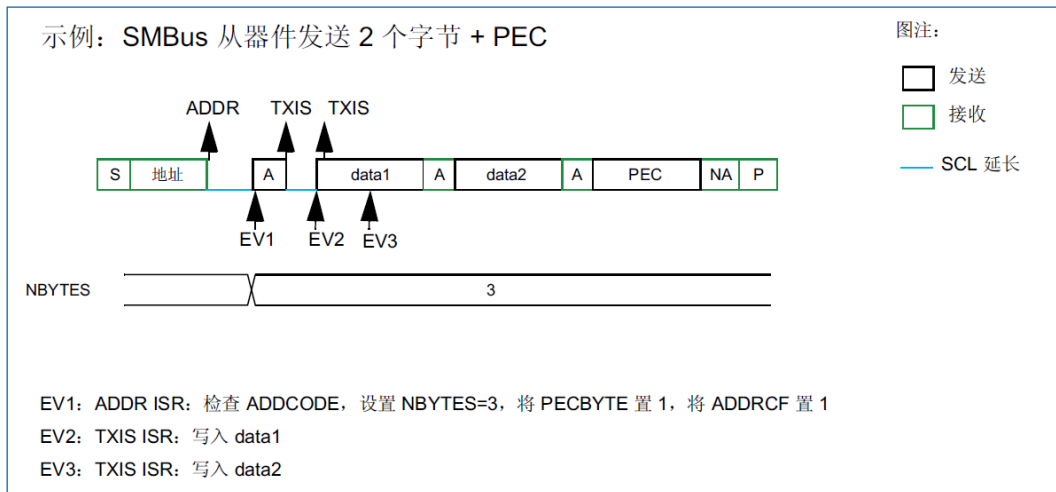 示例：SMBus 从器件发送 2 个字节 + PEC
图注：
发送
接收
SCL 延长
ADDR TXIS TXIS
S 地址 A data1 A data2 A PEC NA P
EV1 EV2 EV3
NBYTES 3
EV1：ADDR ISR：检查 ADDCODE，设置 NBYTES=3，将 PECBYTE 置 1，将 ADDRCF 置 1
EV2：TXIS ISR：写入 data1
EV3：TXIS ISR：写入 data2